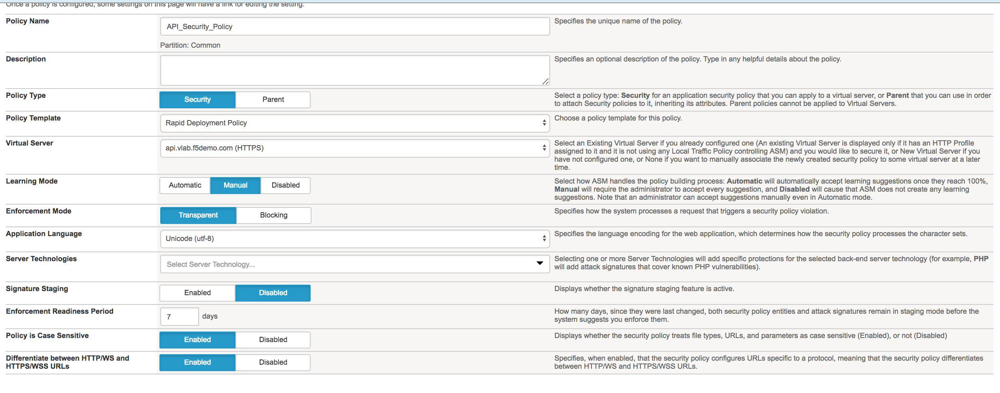 Once a policy is configured, some settings on this page will have a link for editing the setting.
Policy Name
API_Security_Policy
Specifies the unique name of the policy.
Partition: Common
Description
Specifies an optional description of the policy. Type in any helpful details about the policy.
Policy Type
Security
Parent
Select a policy type: Security for an application security policy that you can apply to a virtual server, or Parent that you can use in order
to attach Security policies to it, inheriting its attributes. Parent policies cannot be applied to Virtual Servers.
Policy Template
Rapid Deployment Policy
Choose a policy template for this policy.
Virtual Server
api.vlab.f5demo.com (HTTPS)
Select an Existing Virtual Server if you already configured one (An existing Virtual Server is displayed only if it has an HTTP Profile
assigned to it and it is not using any Local Traffic Policy controlling ASM) and you would like to secure it, or New Virtual Server if you
have not configured one, or None if you want to manually associate the newly created security policy to some virtual server at a later
time.
Learning Mode
Automatic
Manual
Disabled
Select how ASM handles the policy building process: Automatic will automatically accept learning suggestions once they reach 100%,
Manual will require the administrator to accept every suggestion, and Disabled will cause that ASM does not create any learning
suggestions. Note that an administrator can accept suggestions manually even in Automatic mode.
Enforcement Mode
Transparent
Blocking
Specifies how the system processes a request that triggers a security policy violation.
Application Language
Unicode (utf-8)
Specifies the language encoding for the web application, which determines how the security policy processes the character sets.
Server Technologies
Select Server Technology...
Selecting one or more Server Technologies will add specific protections for the selected back-end server technology (for example, PHP
will add attack signatures that cover known PHP vulnerabilities).
Signature Staging
Enabled
Disabled
Displays whether the signature staging feature is active.
Enforcement Readiness Period
7
days
How many days, since they were last changed, both security policy entities and attack signatures remain in staging mode before the
system suggests you enforce them.
Policy is Case Sensitive
Enabled
Disabled
Displays whether the security policy treats file types, URLs, and parameters as case sensitive (Enabled), or not (Disabled)
Differentiate between HTTP/WS and
HTTPS/WSS URLs
Enabled
Disabled
Specifies, when enabled, that the security policy configures URLs specific to a protocol, meaning that the security policy differentiates
between HTTP/WS and HTTPS/WSS URLs.